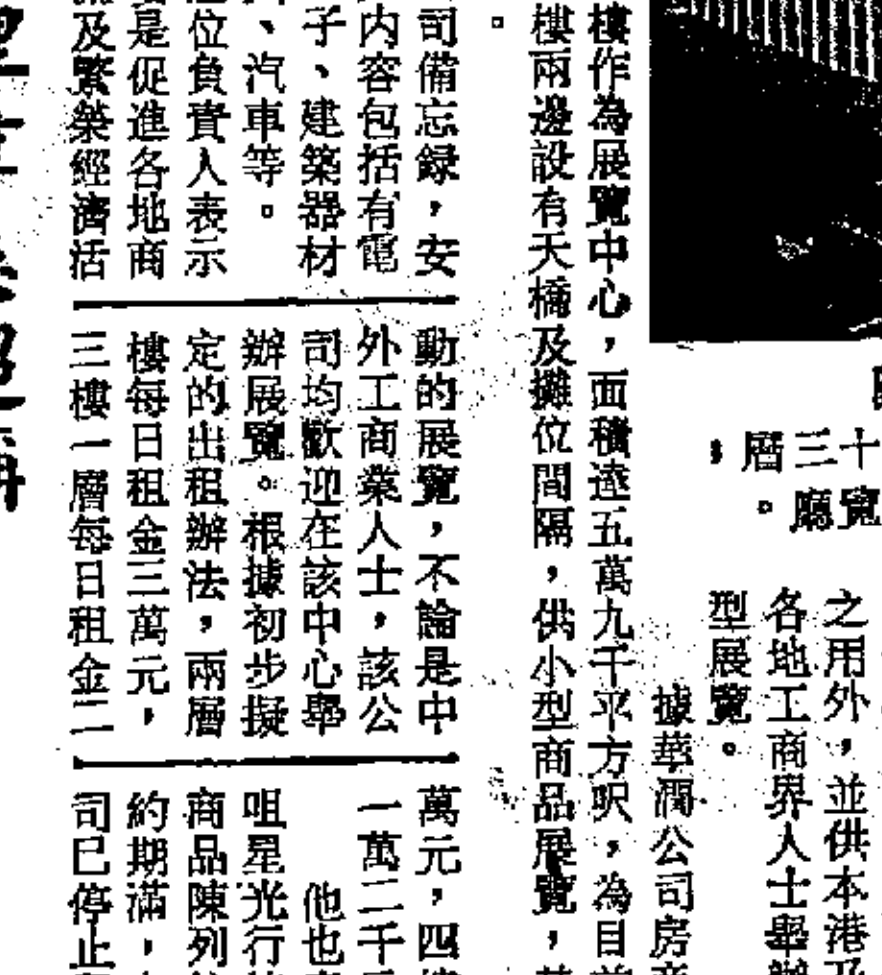 十三層，
覽廳。
之用外，並供本港及
各地工商界人士舉辦
型展覽。
據華潤公司房產
樓作為展覽中心，面積達五萬九千平方呎，為目前
樓兩邊設有天橋及攤位間隔，供小型商品展覽，其
。
司備忘録，安
內容包括有電
子、建築器材
、汽車等。
位負責人表示
是促進各地商
及繁榮經濟活
動的展覽，不論是中
外工商業人士，該公
司均歡迎在該中心舉
辦展覽。根據初步擬
定的出租辦法，兩層
樓每日租金三萬元，
三樓一層每日租金二
萬元，四樓
一萬二千元
他也
咀星光行
商品陳列
約期滿，
司已停止